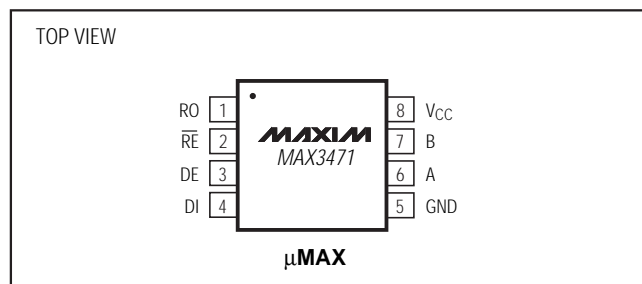 TOP VIEW
RO 1
RE 2
DE 3
DI 4
MAXIM
MAX3471
8 VCC
7 B
6 A
5 GND
μMAX